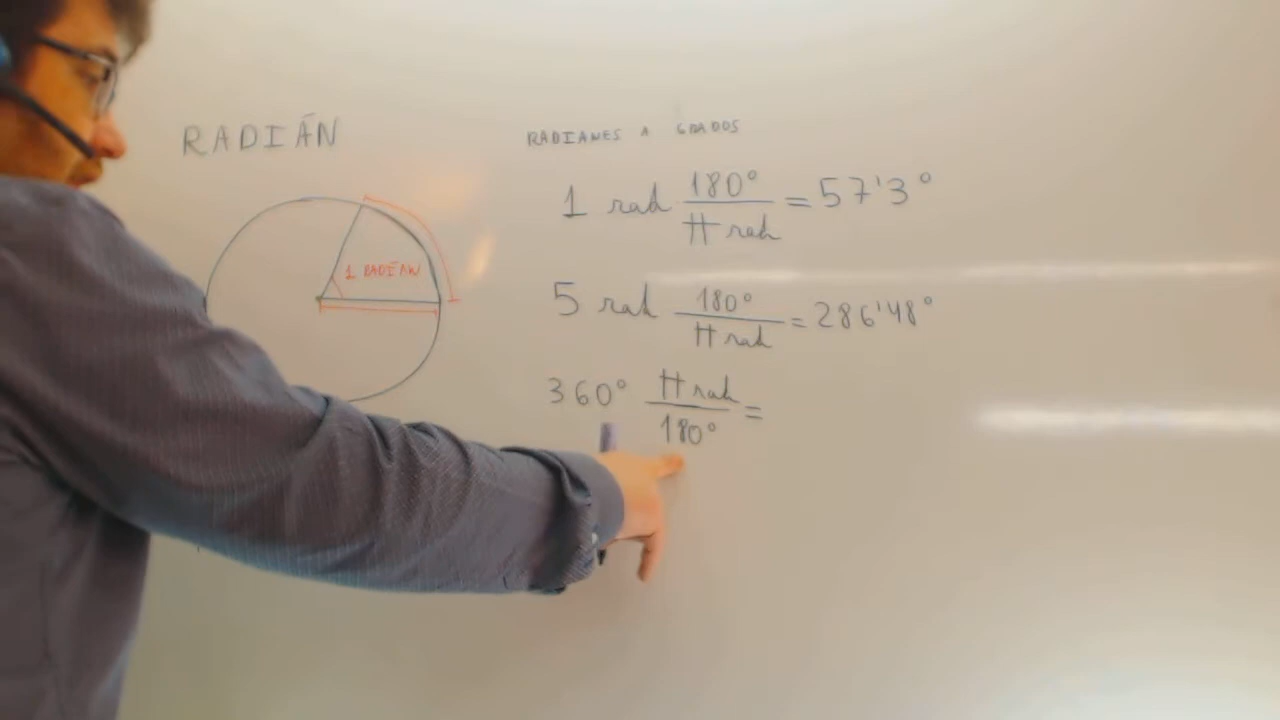 RADIÁN
1 RADIÁN
RADIANES A GRADOS
1 rad 180° / π rad = 57'3°
5 rad 180° / π rad = 286'48°
360° π rad / 180° =